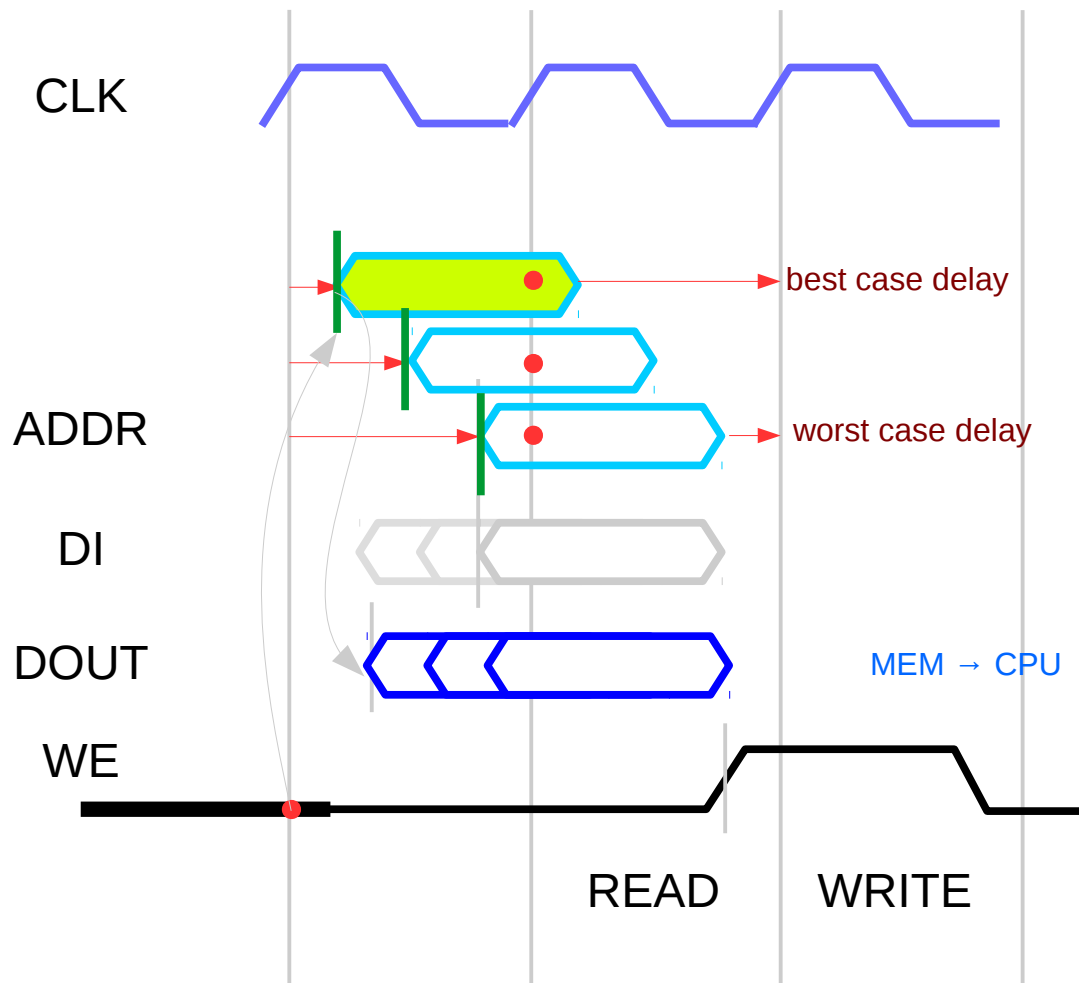 CLK
best case delay
ADDR
worst case delay
DI
DOUT
MEM → CPU
WE
READ
WRITE